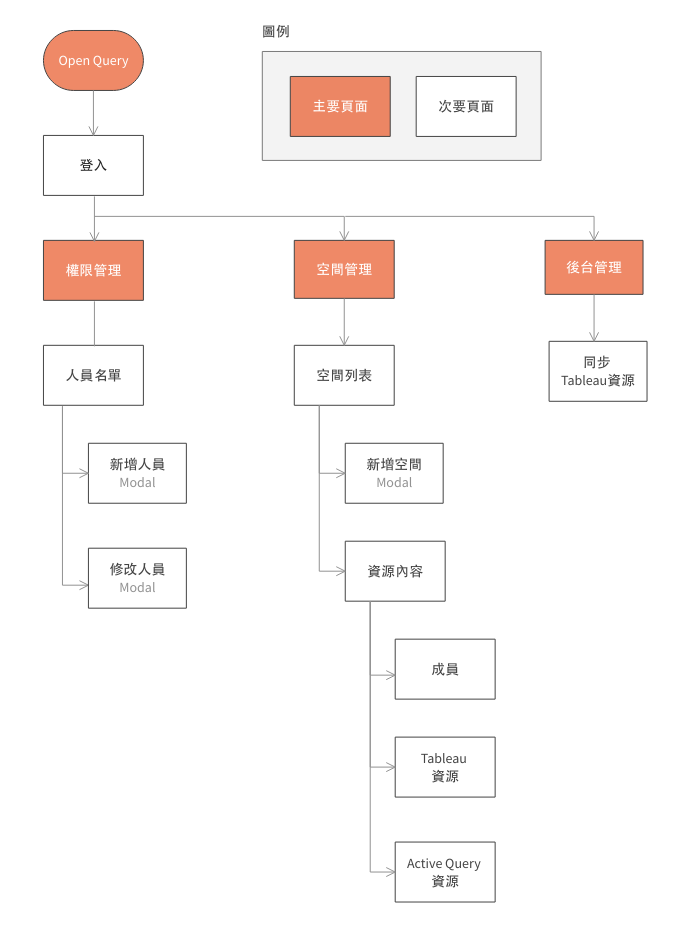 圖例
Open Query
主要頁面
次要頁面
登入
權限管理
空間管理
後台管理
人員名單
空間列表
同步
Tableau資源
新增人員
Modal
新增空間
Modal
修改人員
Modal
資源內容
成員
Tableau
資源
Active Query
資源